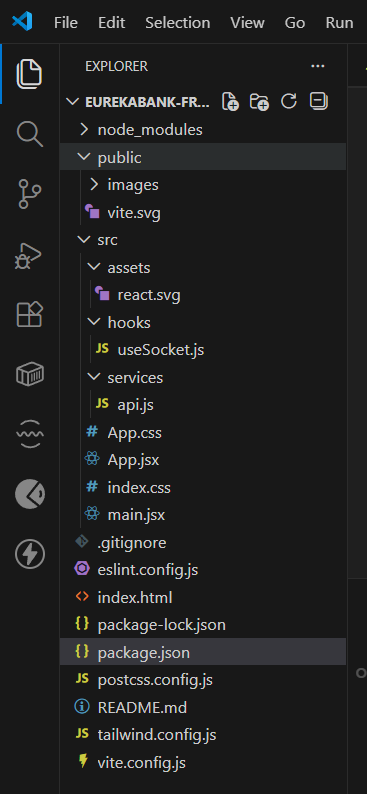 File Edit Selection View Go Run
EXPLORER ...
EUREKABANK-FR...
node_modules
public
images
vite.svg
src
assets
react.svg
hooks
JS useSocket.js
services
JS api.js
# App.css
App.jsx
# index.css
main.jsx
.gitignore
eslint.config.js
<> index.html
{} package-lock.json
{} package.json
JS postcss.config.js
README.md
JS tailwind.config.js
vite.config.js